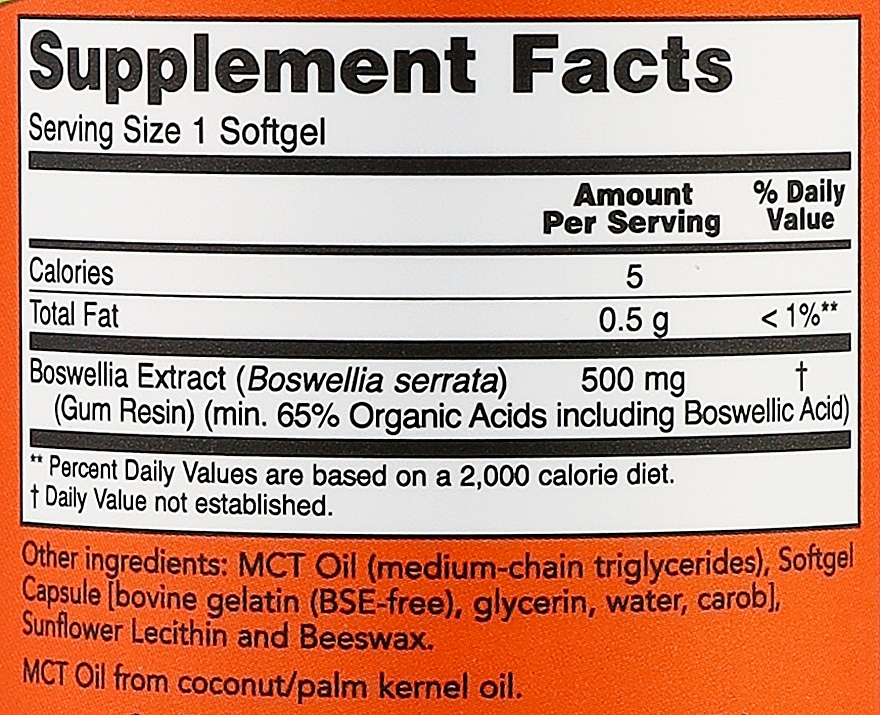 Supplement Facts
Serving Size 1 Softgel
Amount Per Serving
% Daily Value
Calories 5
Total Fat 0.5 g < 1%**
Boswellia Extract (Boswellia serrata) 500 mg †
(Gum Resin) (min. 65% Organic Acids including Boswellic Acid)
** Percent Daily Values are based on a 2,000 calorie diet.
† Daily Value not established.
Other ingredients: MCT Oil (medium-chain triglycerides), Softgel
Capsule [bovine gelatin (BSE-free), glycerin, water, carob],
Sunflower Lecithin and Beeswax.
MCT Oil from coconut/palm kernel oil.